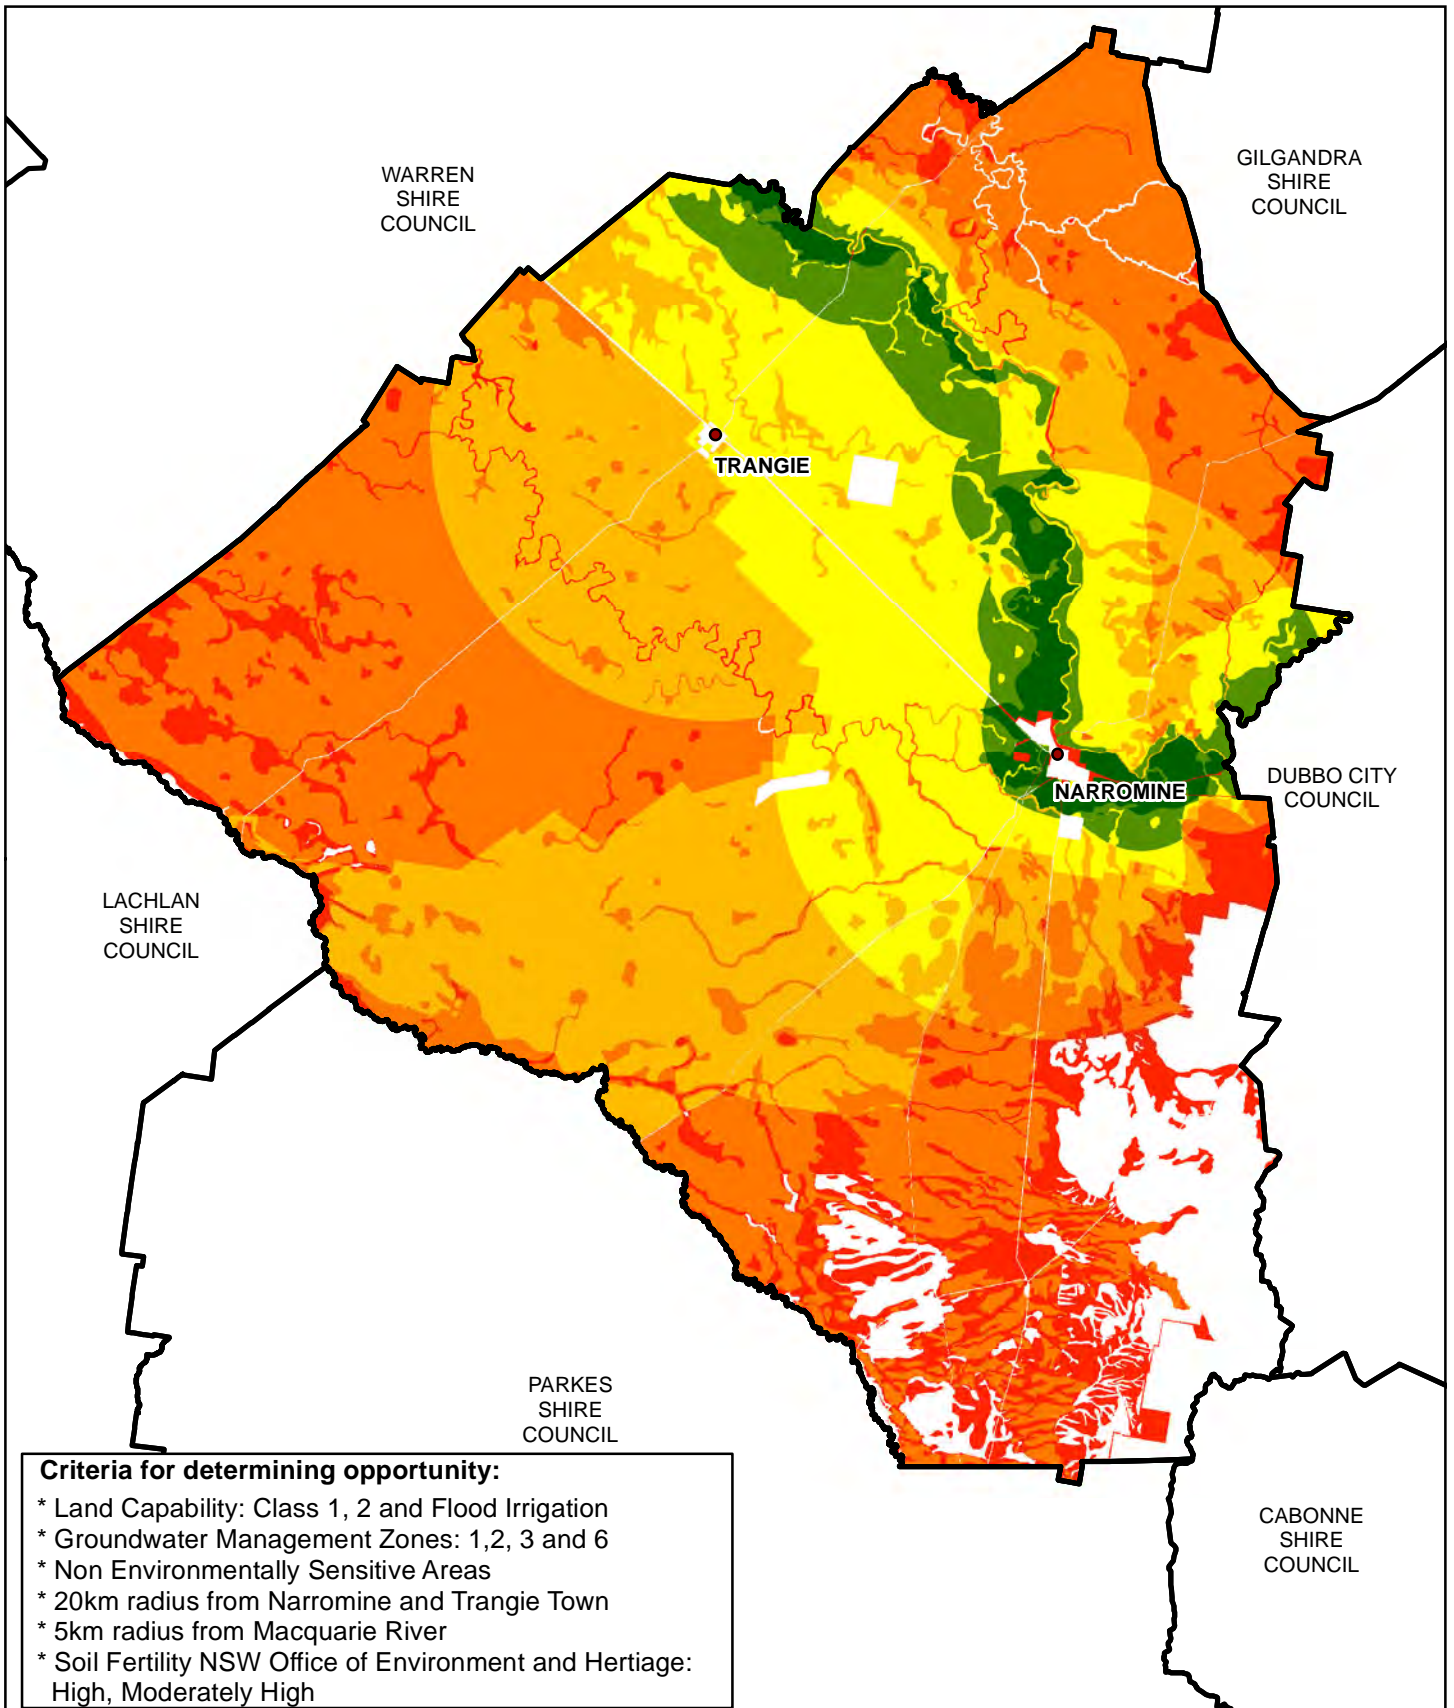 WARREN
SHIRE
COUNCIL
GILGANDRA
SHIRE
COUNCIL
TRANGIE
NARROMINE
DUBBO CITY
COUNCIL
LACHLAN
SHIRE
COUNCIL
PARKES
SHIRE
COUNCIL
CABONNE
SHIRE
COUNCIL
Criteria for determining opportunity:
* Land Capability: Class 1, 2 and Flood Irrigation
* Groundwater Management Zones: 1,2, 3 and 6
* Non Environmentally Sensitive Areas
* 20km radius from Narromine and Trangie Town
* 5km radius from Macquarie River
* Soil Fertility NSW Office of Environment and Hertiage:
High, Moderately High